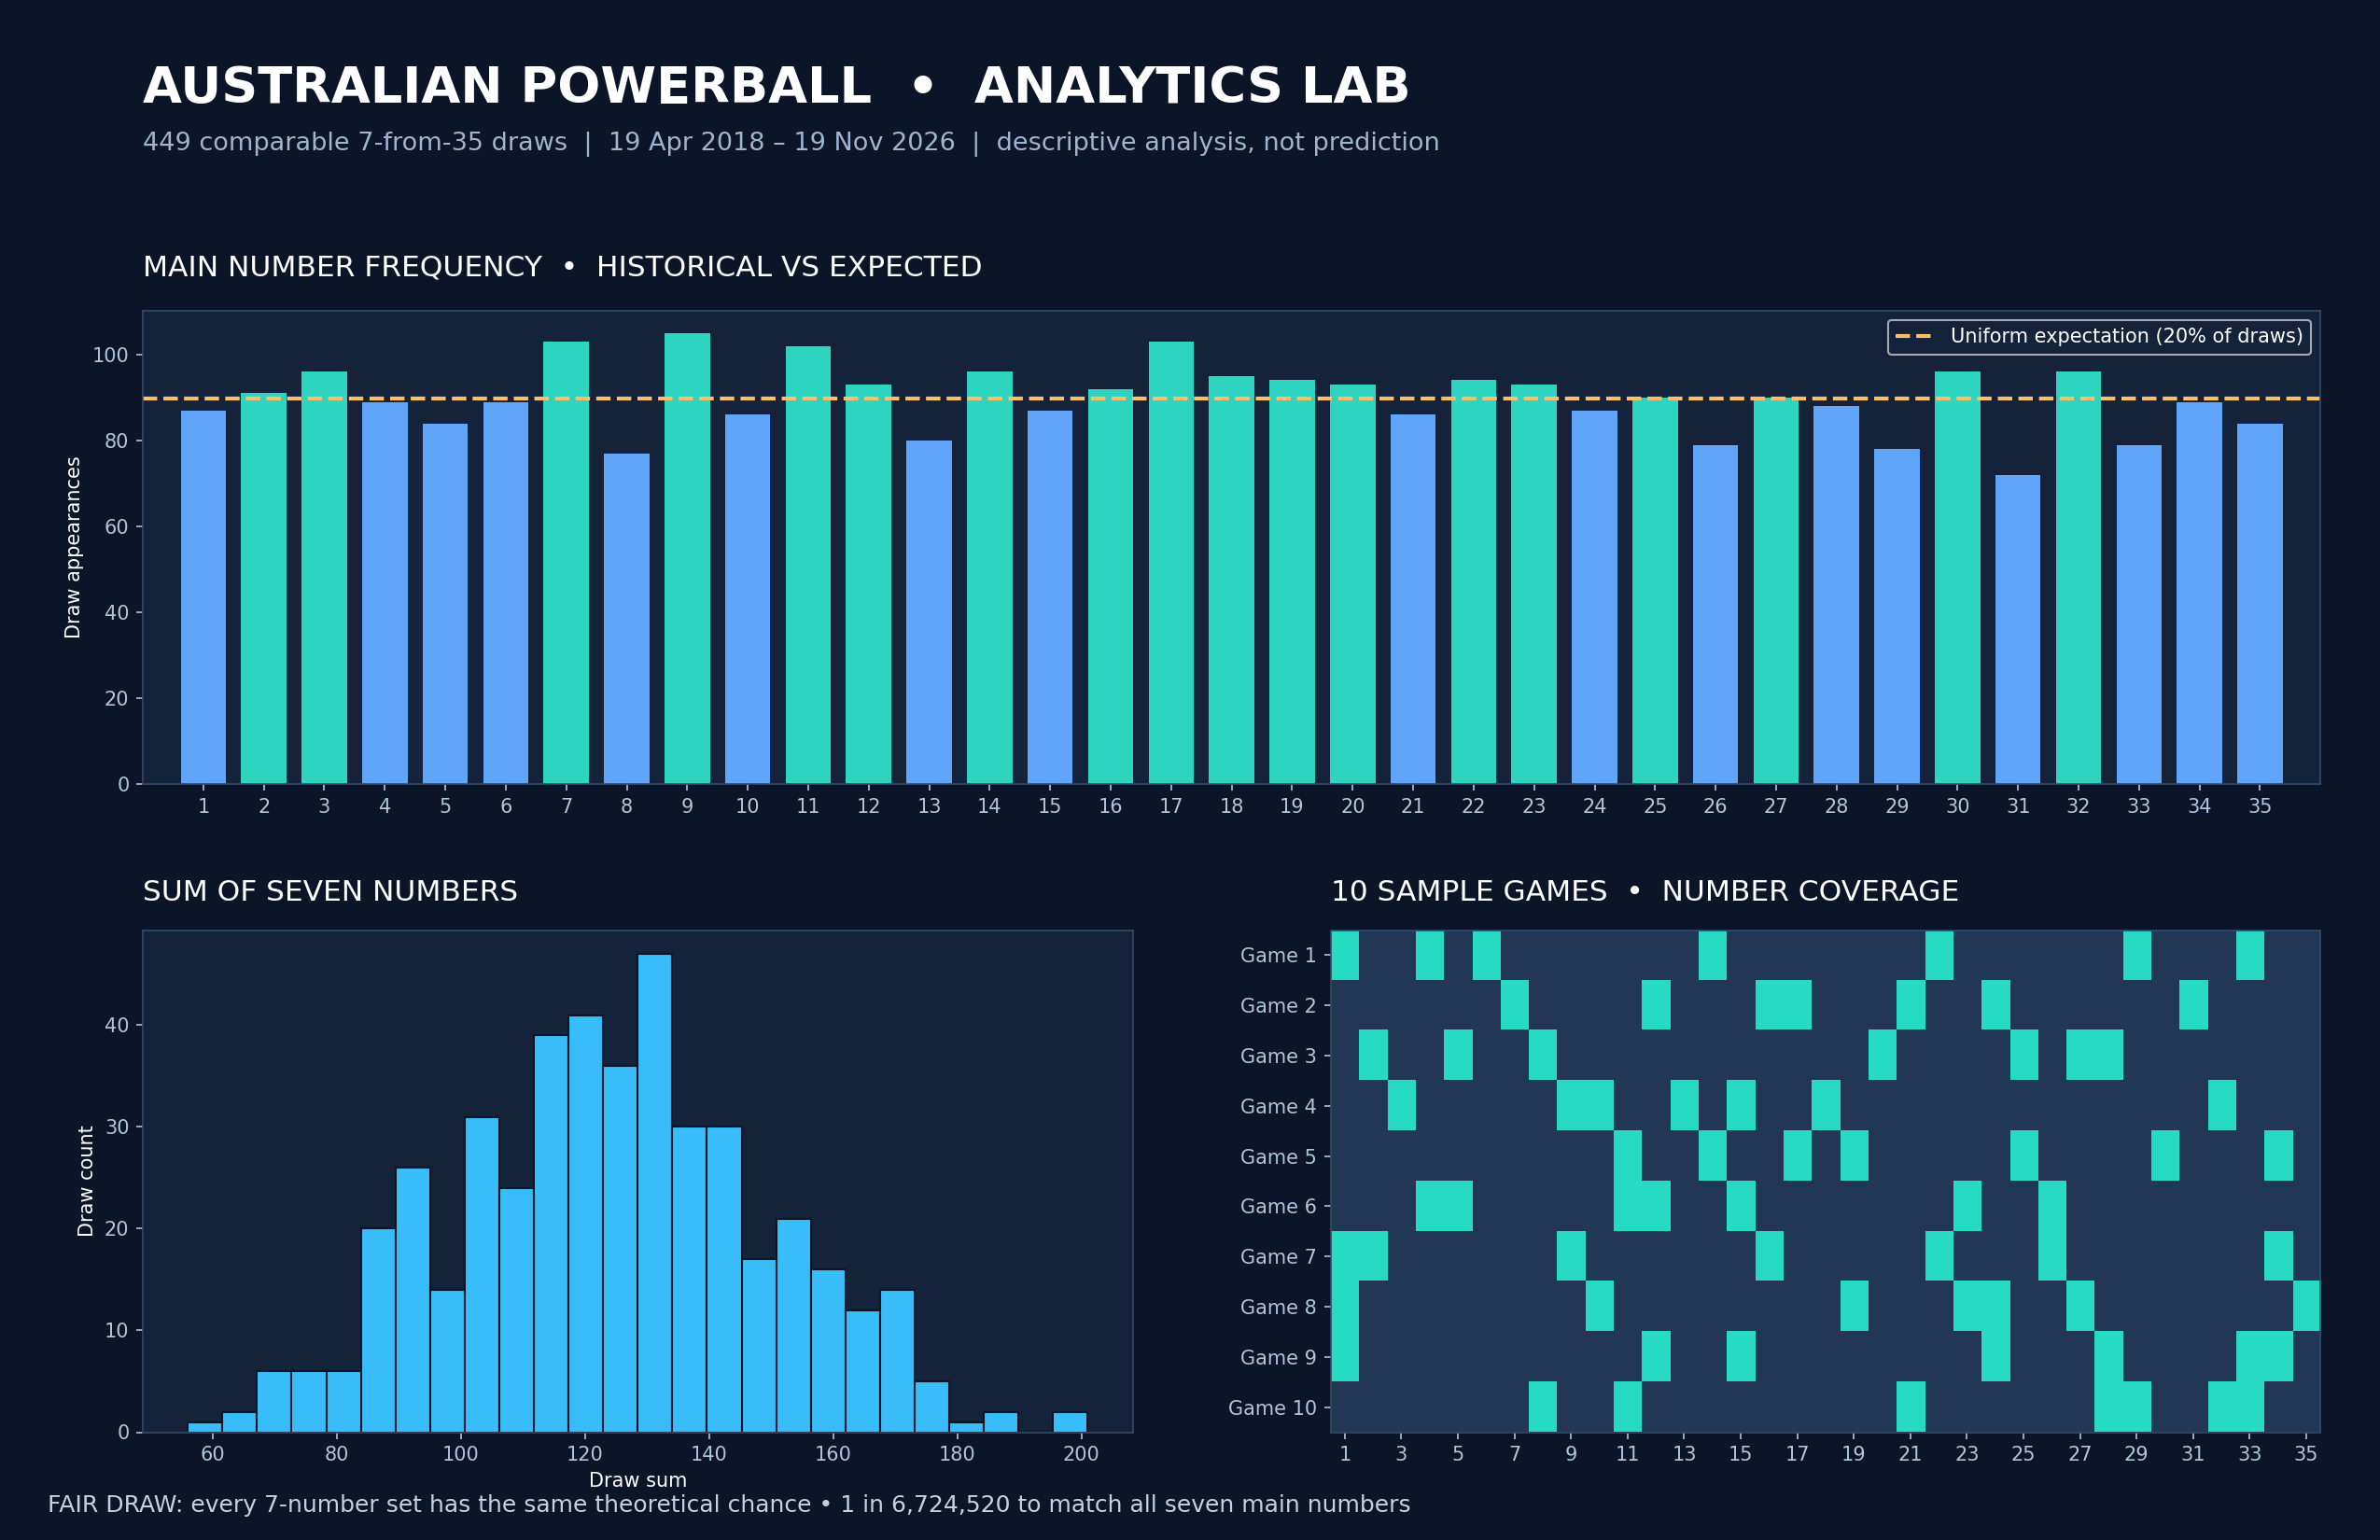 AUSTRALIAN POWERBALL • ANALYTICS LAB
449 comparable 7-from-35 draws | 19 Apr 2018 – 19 Nov 2026 | descriptive analysis, not prediction
MAIN NUMBER FREQUENCY • HISTORICAL VS EXPECTED
Uniform expectation (20% of draws)
Draw appearances
100
80
60
40
20
0
1 2 3 4 5 6 7 8 9 10 11 12 13 14 15 16 17 18 19 20 21 22 23 24 25 26 27 28 29 30 31 32 33 34 35
SUM OF SEVEN NUMBERS
Draw count
40
30
20
10
0
60 80 100 120 140 160 180 200
Draw sum
10 SAMPLE GAMES • NUMBER COVERAGE
Game 1
Game 2
Game 3
Game 4
Game 5
Game 6
Game 7
Game 8
Game 9
Game 10
1 3 5 7 9 11 13 15 17 19 21 23 25 27 29 31 33 35
FAIR DRAW: every 7-number set has the same theoretical chance • 1 in 6,724,520 to match all seven main numbers